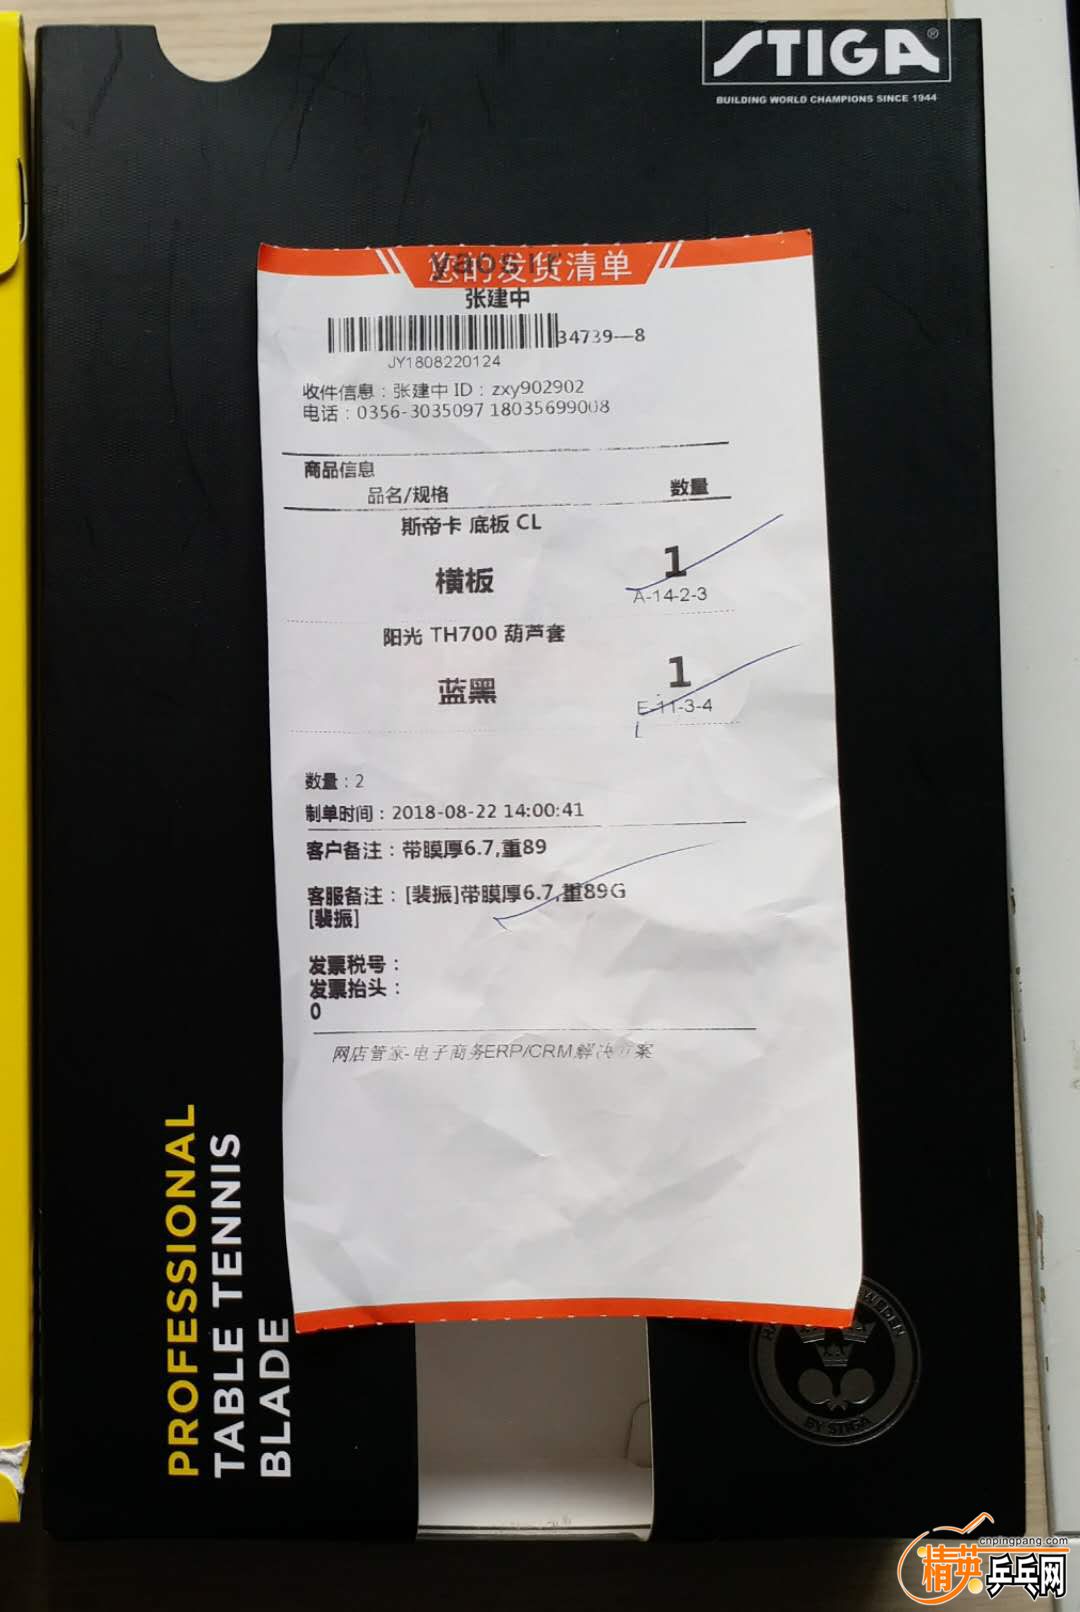 STIGA®
BUILDING WORLD CHAMPIONS SINCE 1944
您的发货清单
张建中
34739—8
JY1808220124
收件信息：张建中 ID：zxy902902
电话：0356-3035097 18035699008
商品信息
品名/规格 数量
斯帝卡 底板 CL
横板 1
A-14-2-3
阳光 TH700 葫芦套
蓝黑 1
E-11-3-4
数量：2
制单时间：2018-08-22 14:00:41
客户备注：带膜厚6.7,重89
客服备注：[裴振]带膜厚6.7,重89G
[裴振]
发票税号：
发票抬头：
0
网店管家-电子商务ERP/CRM解决方案
PROFESSIONAL
TABLE TENNIS
BLADE
SWEDEN
BY STIGA
cnpingpang.com
精英乒乓网